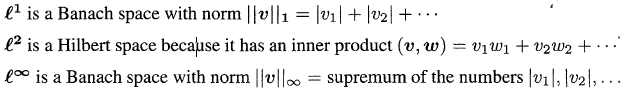 ℓ¹ is a Banach space with norm ||v||₁ = |v₁| + |v₂| + ···
ℓ² is a Hilbert space because it has an inner product (v, w) = v₁w₁ + v₂w₂ + ···
ℓ∞ is a Banach space with norm ||v||∞ = supremum of the numbers |v₁|, |v₂|, ...